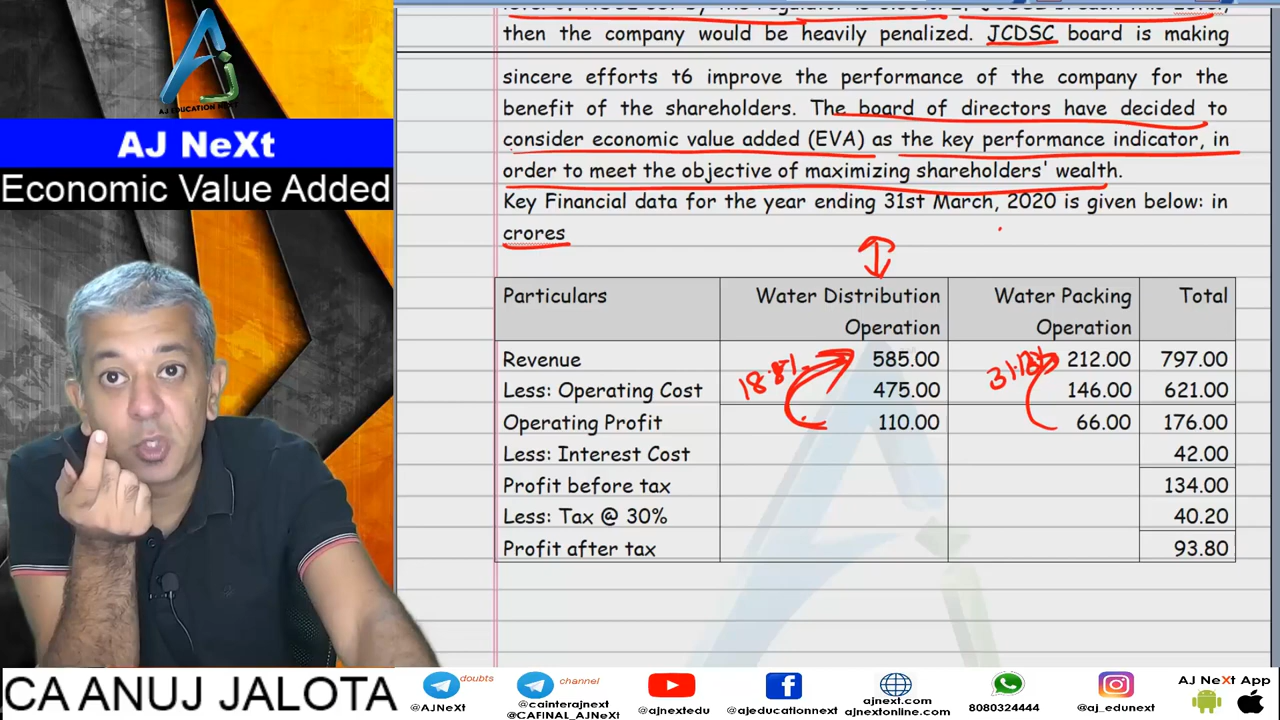 then the company would be heavily penalized. JCDSC board is making
sincere efforts t6 improve the performance of the company for the
benefit of the shareholders. The board of directors have decided to
consider economic value added (EVA) as the key performance indicator, in
order to meet the objective of maximizing shareholders' wealth.
Key Financial data for the year ending 31st March, 2020 is given below: in
crores
Particulars Water Distribution Operation Water Packing Operation Total
Revenue 585.00 212.00 797.00
Less: Operating Cost 475.00 146.00 621.00
Operating Profit 110.00 66.00 176.00
Less: Interest Cost 42.00
Profit before tax 134.00
Less: Tax @ 30% 40.20
Profit after tax 93.80
18.8%
AJ EDUCATION NEXT
AJ NeXt
Economic Value Added
CA ANUJ JALOTA
doubts
@AJNeXt
channel
@cainterajnext
@CAFINAL_AJNeXt
@ajnextedu
@ajeducationnext
ajnext.com
ajnextonline.com
8080424344
@aj_edunext
AJ NeXt App